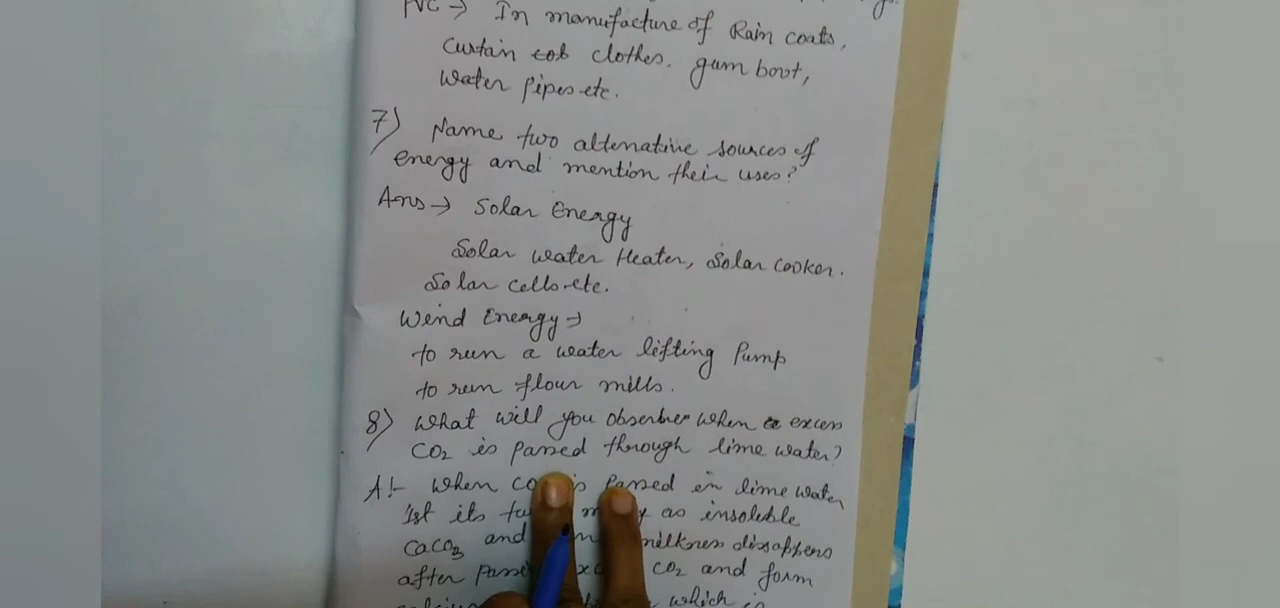 PVC → In manufacture of Rain coats,
Curtain clothes, gum boot,
Water pipes etc.
7) Name two alternative sources of
energy and mention their uses?
Ans → Solar Energy
Solar water Heater, Solar cooker.
Solar cells etc.
Wind Energy →
to run a water lifting Pump
to run flour mills.
8) What will you observe when excess
CO2 is passed through lime water?
A!- When is passed in lime water
1st its as insoluble
CaCO3 and
after CO2 and form
which is